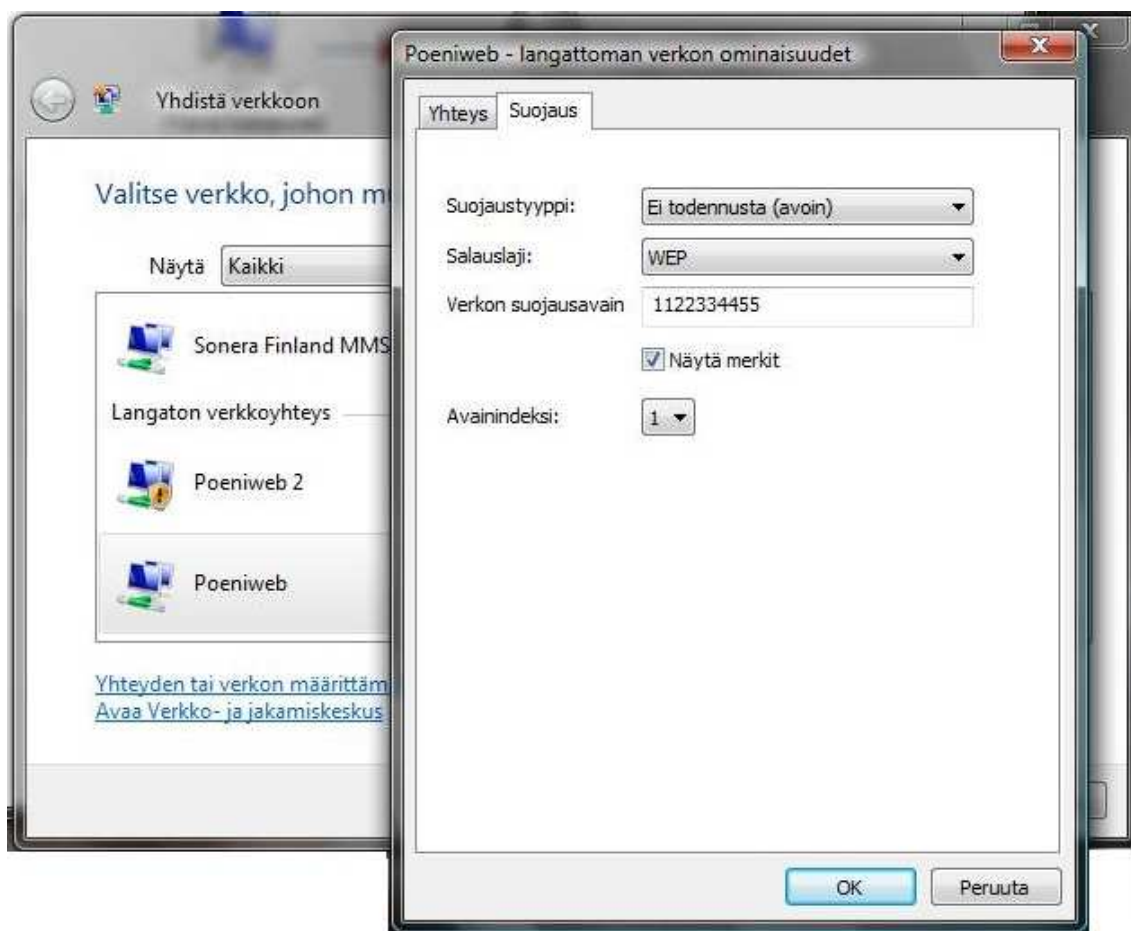 Yhdistä verkkoon
Valitse verkko, johon
Näytä Kaikki
Sonera Finland MMS
Langaton verkkoyhteys
Poeniweb 2
Poeniweb
Yhteyden tai verkon
Avaa Verkko- ja jakamiskeskus
Poeniweb - langattoman verkon ominaisuudet
Yhteys Suojaus
Suojaustyyppi: Ei todennusta (avoin)
Salauslaji: WEP
Verkon suojausavain 1122334455
Näytä merkit
Avainindeksi: 1
OK Peruuta